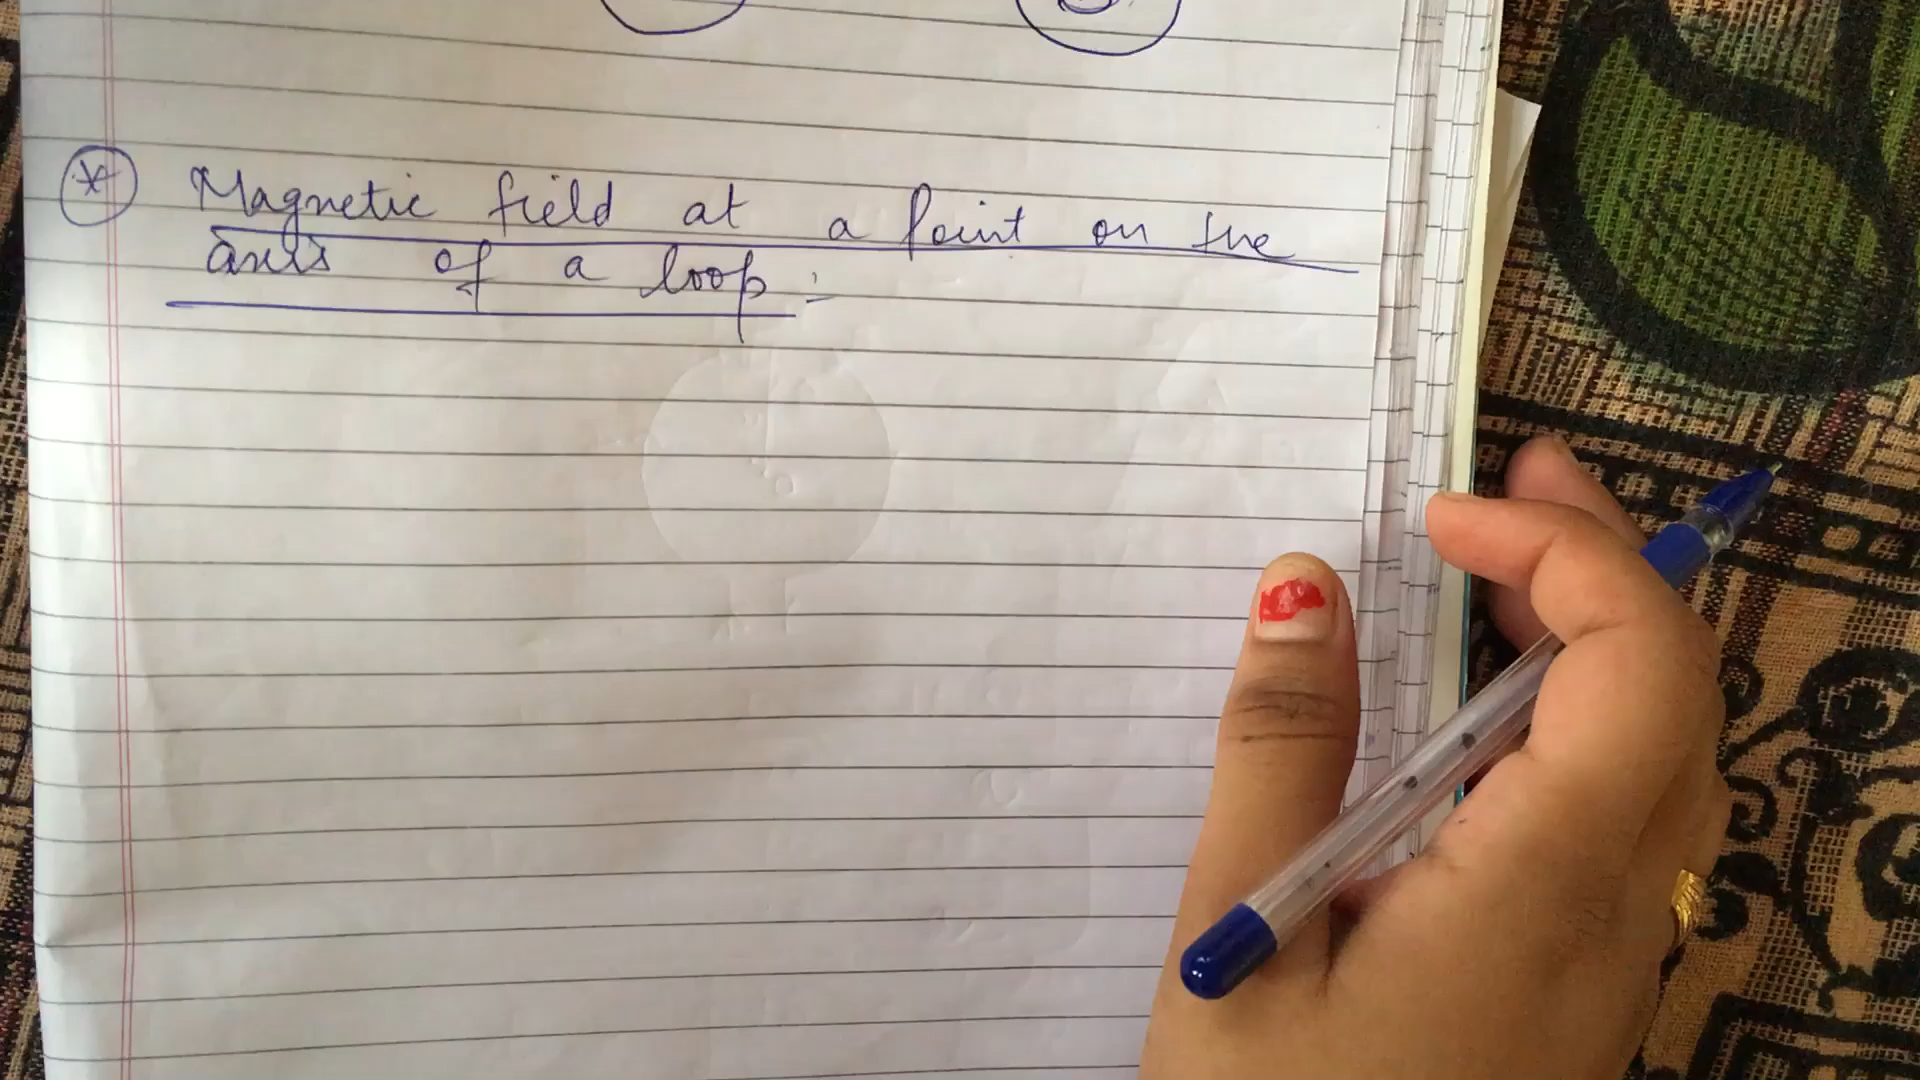 Magnetic field at a Point on the
axis of a loop :-